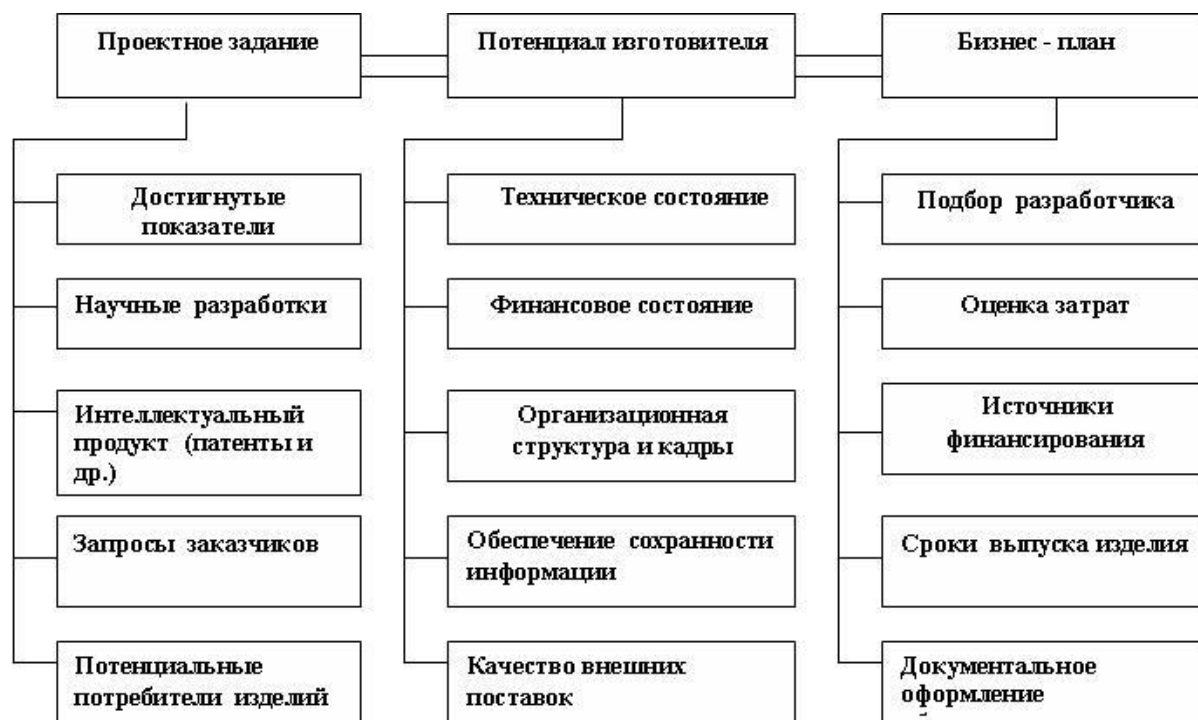 Проектное задание
Потенциал изготовителя
Бизнес - план
Достигнутые
показатели
Техническое состояние
Подбор разработчика
Научные разработки
Финансовое состояние
Оценка затрат
Интеллектуальный
продукт (патенты и
др.)
Организационная
структура и кадры
Источники
финансирования
Запросы заказчиков
Обеспечение сохранности
информации
Сроки выпуска изделия
Потенциальные
потребители изделий
Качество внешних
поставок
Документальное
оформление